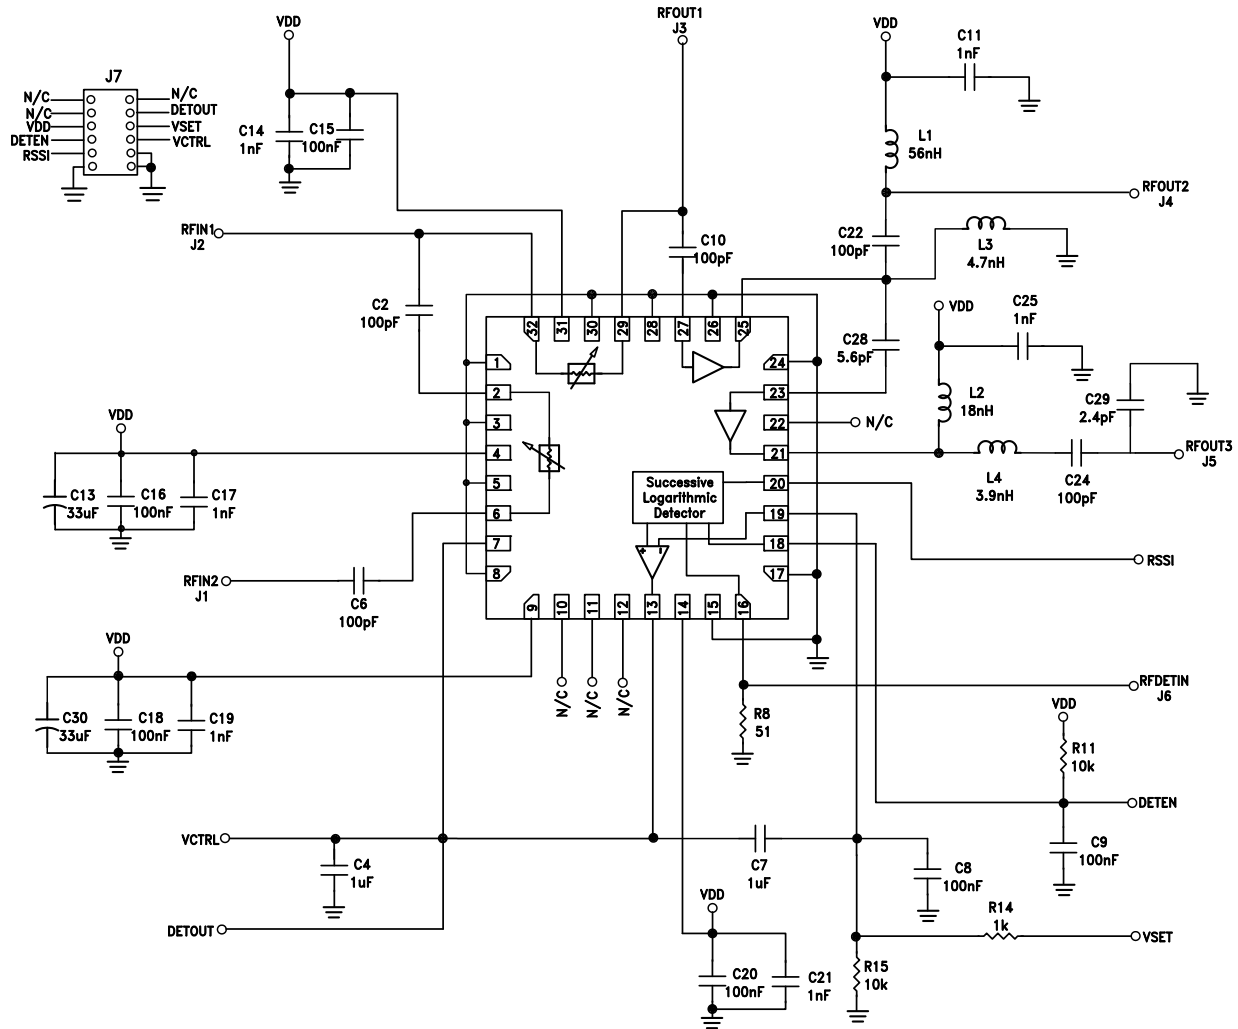 J7
N/C
N/C
VDD
DETEN
RSSI
N/C
DETOUT
VSET
VCTRL
VDD
C14
1nF
C15
100nF
RFOUT1
J3
VDD
C11
1nF
L1
56nH
RFOUT2
J4
RFIN1
J2
C2
100pF
C10
100pF
C22
100pF
L3
4.7nH
C28
5.6pF
VDD
C25
1nF
L2
18nH
C29
2.4pF
RFOUT3
J5
L4
3.9nH
C24
100pF
32
31
30
29
28
27
26
25
1
2
3
4
5
6
7
8
24
23
22
21
20
19
18
17
9
10
11
12
13
14
15
16
N/C
Successive
Logarithmic
Detector
+
-
VDD
C13
33uF
C16
100nF
C17
1nF
RFIN2
J1
C6
100pF
RSSI
VDD
C30
33uF
C18
100nF
C19
1nF
N/C
N/C
N/C
RFDETIN
J6
R8
51
VDD
R11
10k
DETEN
C9
100nF
VCTRL
C4
1uF
C7
1uF
C8
100nF
DETOUT
VDD
C20
100nF
C21
1nF
R14
1k
VSET
R15
10k